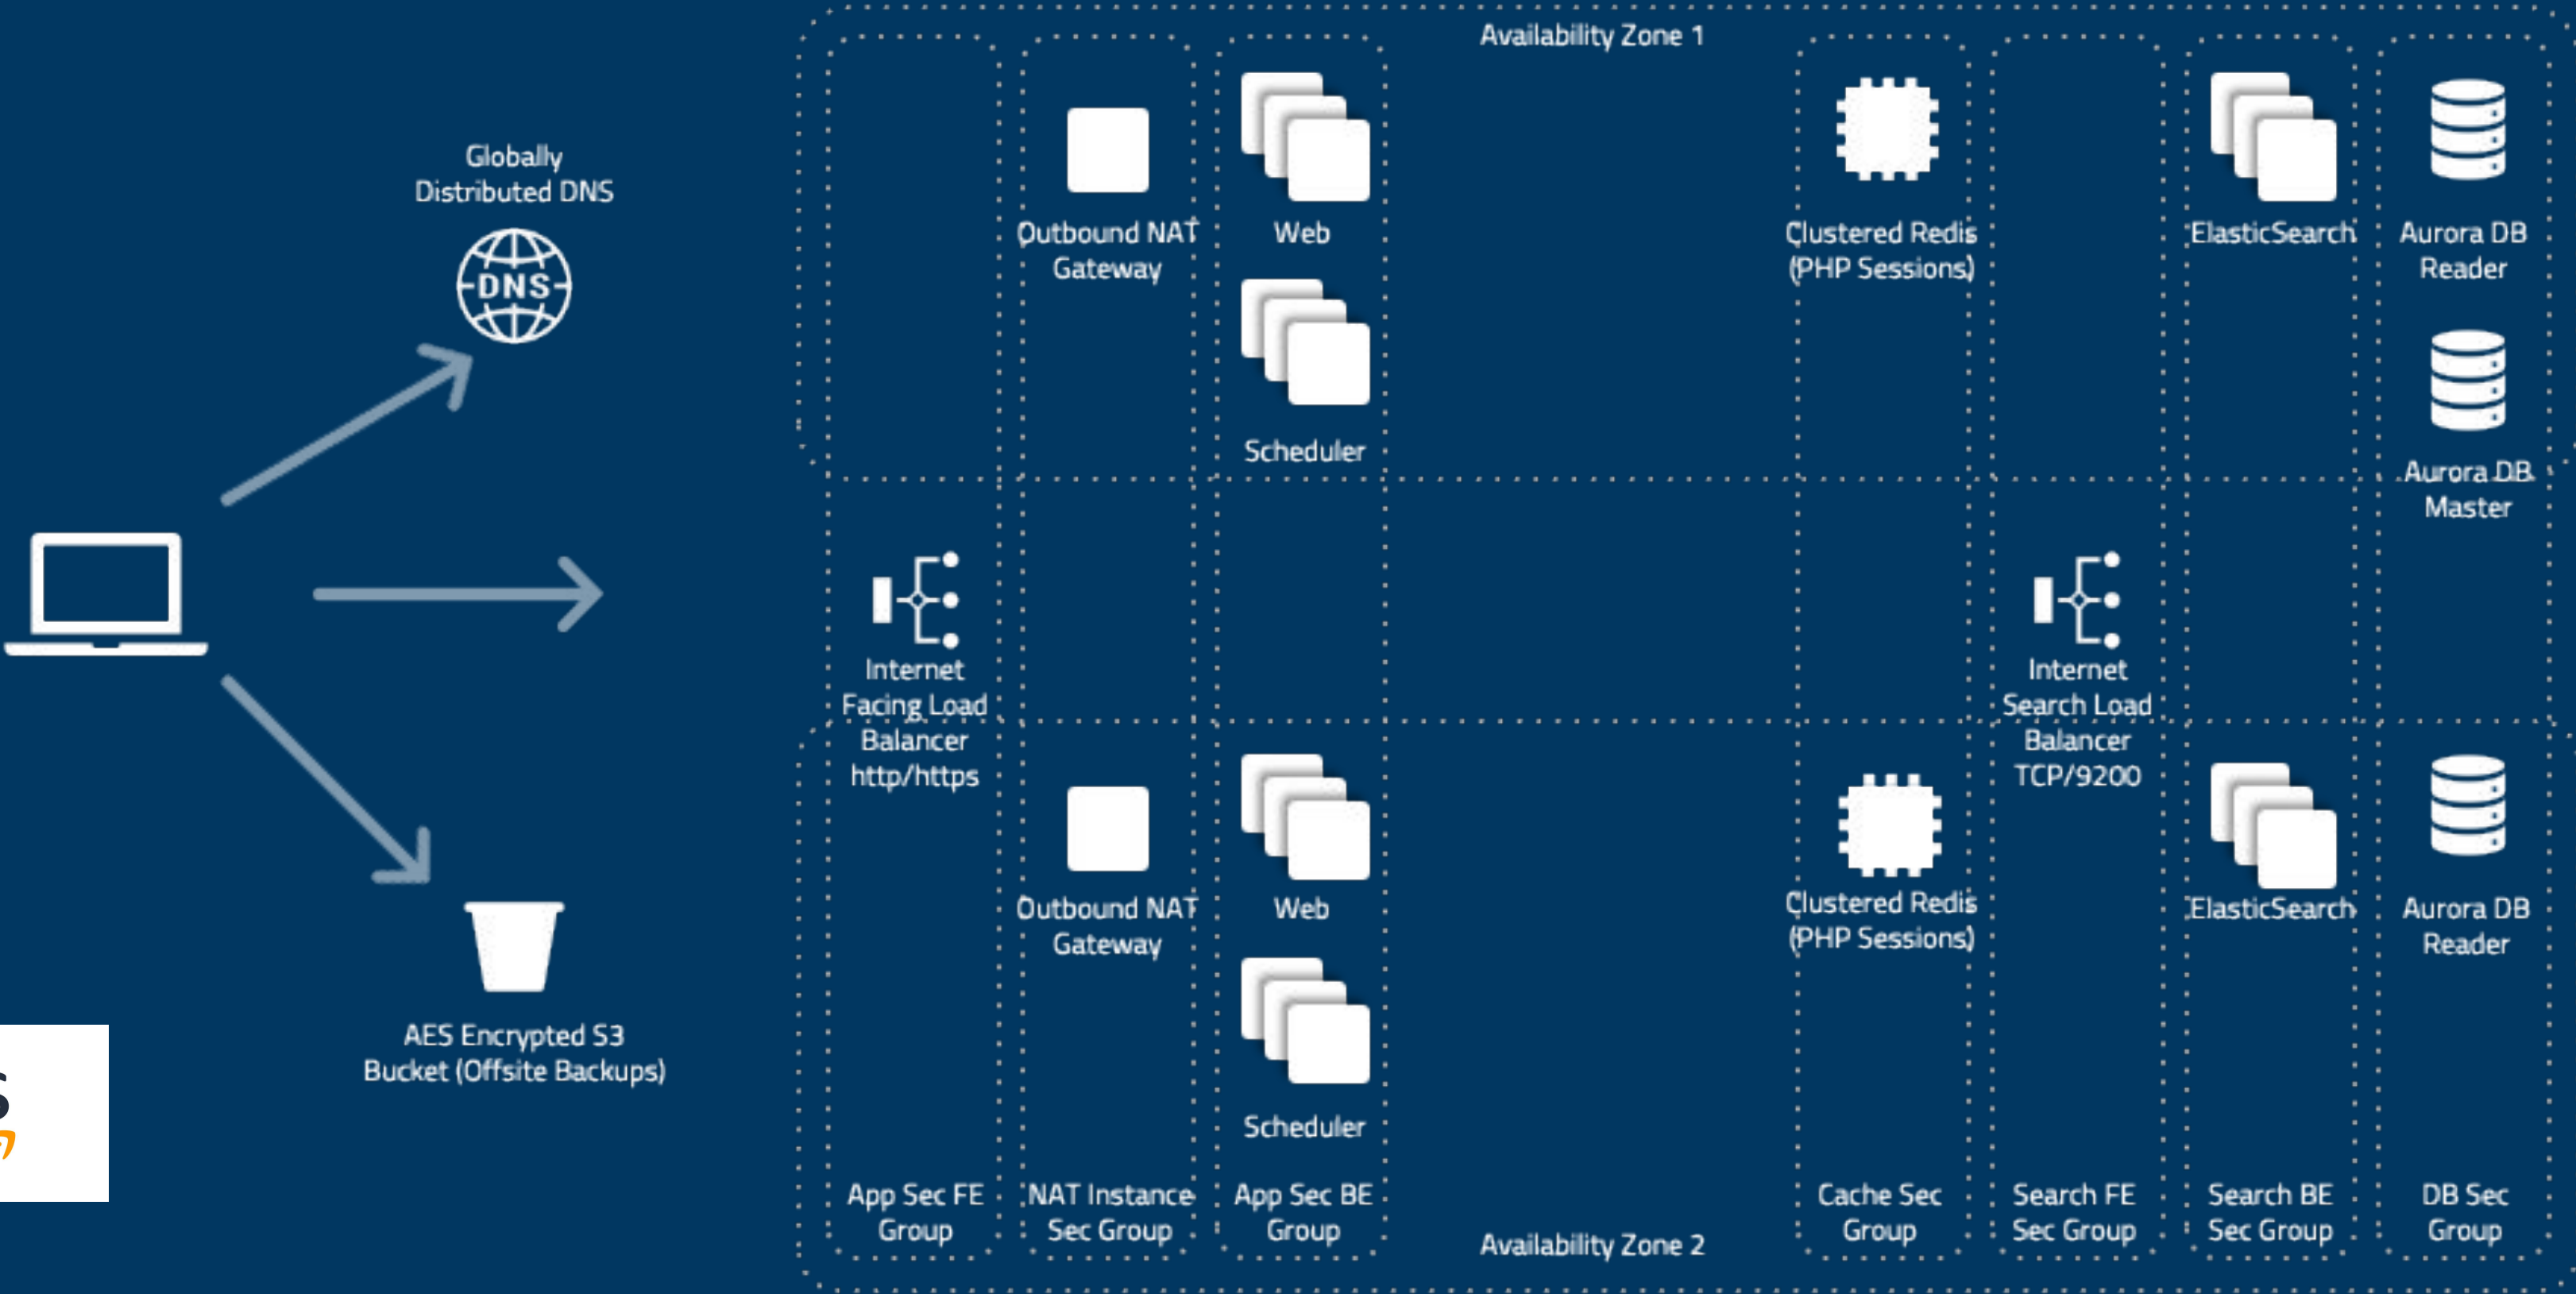 Availability Zone 1
Globally
Distributed DNS
DNS
Outbound NAT
Gateway
Web
Scheduler
Clustered Redis
(PHP Sessions)
ElasticSearch
Aurora DB
Reader
Aurora DB
Master
Internet
Facing Load
Balancer
http/https
Internet
Search Load
Balancer
TCP/9200
Outbound NAT
Gateway
Web
Scheduler
Clustered Redis
(PHP Sessions)
ElasticSearch
Aurora DB
Reader
AES Encrypted S3
Bucket (Offsite Backups)
App Sec FE
Group
NAT Instance
Sec Group
App Sec BE
Group
Cache Sec
Group
Search FE
Sec Group
Search BE
Sec Group
DB Sec
Group
Availability Zone 2